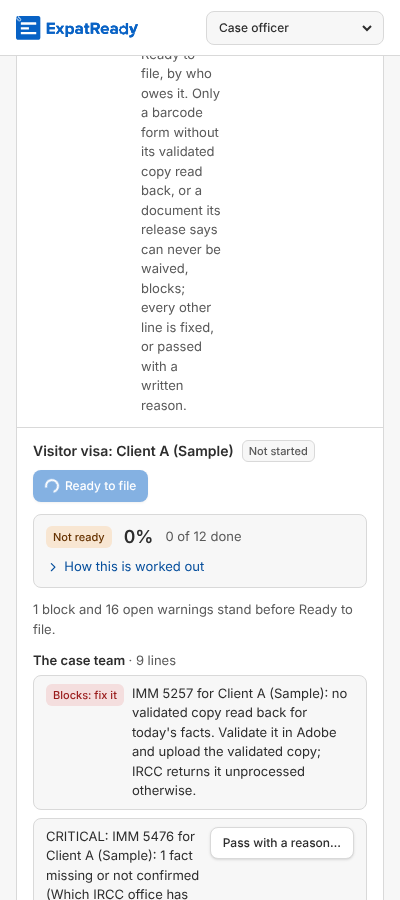 ExpatReady
Case officer
Ready to
file, by who
owes it. Only
a barcode
form without
its validated
copy read
back, or a
document its
release says
can never be
waived,
blocks;
every other
line is fixed,
or passed
with a
written
reason.
Visitor visa: Client A (Sample)
Not started
Ready to file
Not ready
0%
0 of 12 done
How this is worked out
1 block and 16 open warnings stand before Ready to
file.
The case team · 9 lines
Blocks: fix it
IMM 5257 for Client A (Sample): no
validated copy read back for
today's facts. Validate it in Adobe
and upload the validated copy;
IRCC returns it unprocessed
otherwise.
CRITICAL: IMM 5476 for
Client A (Sample): 1 fact
missing or not confirmed
(Which IRCC office has
Pass with a reason...